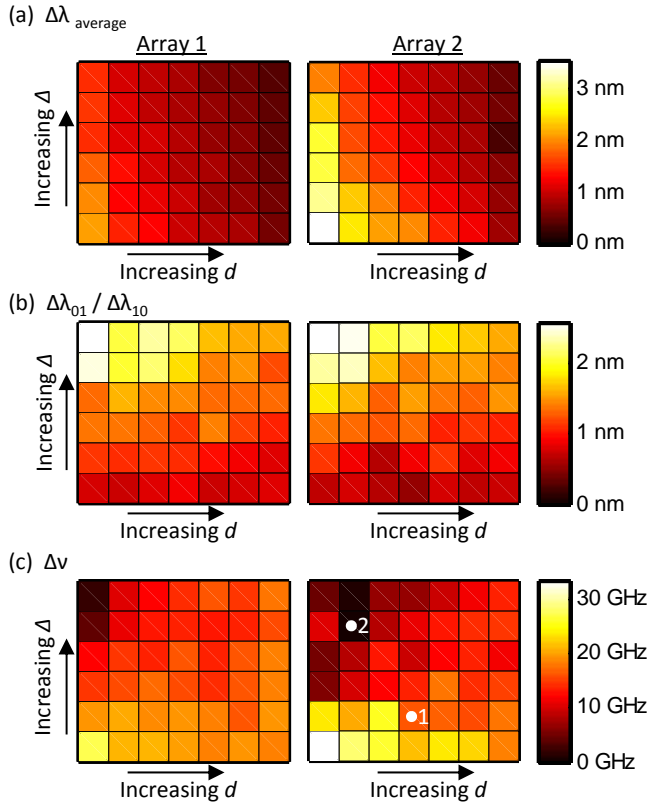 (a) Δλ average
Array 1
Array 2
Increasing Δ
Increasing d
Increasing d
3 nm
2 nm
1 nm
0 nm
(b) Δλ01 / Δλ10
Increasing Δ
Increasing d
Increasing d
2 nm
1 nm
0 nm
(c) Δν
Increasing Δ
2
1
Increasing d
Increasing d
30 GHz
20 GHz
10 GHz
0 GHz